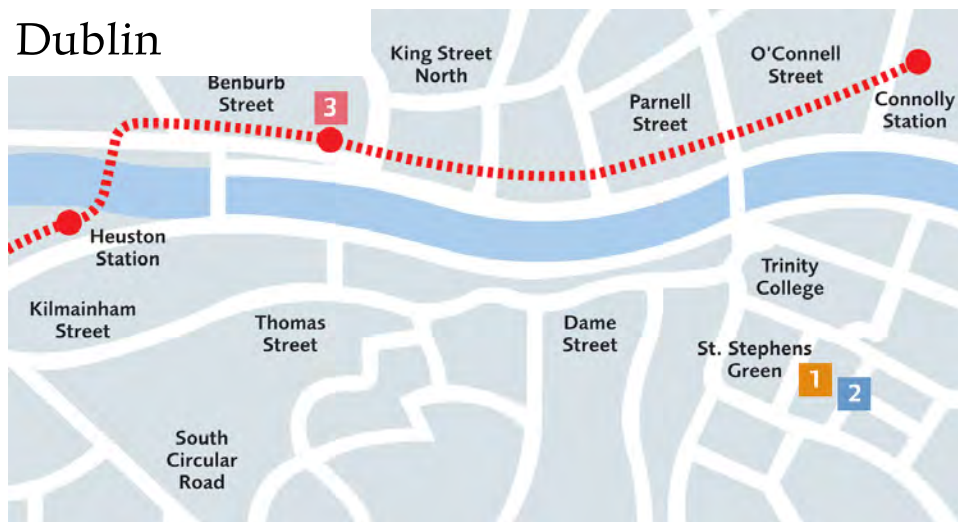 Dublin
King Street
North
O'Connell
Street
Benburb
Street
3
Parnell
Street
Connolly
Station
Heuston
Station
Trinity
College
Kilmainham
Street
Thomas
Street
Dame
Street
St. Stephens
Green
1
2
South
Circular
Road